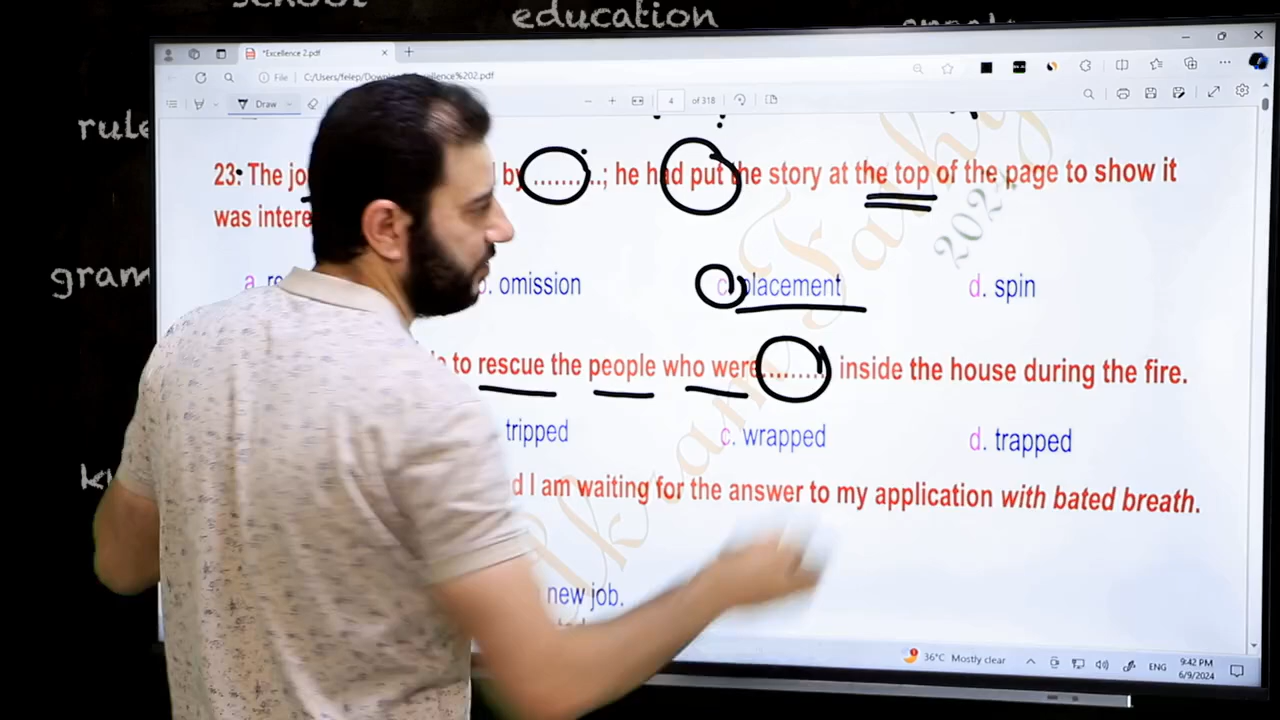 school
education
rule
gram
*Excellence 2.pdf
File C:/Users/felep/Down
xcellence%202.pdf
Draw
4 of 318
23: The jo by .........; he had put the story at the top of the page to show it
was intere
a. re b. omission c. placement d. spin
to rescue the people who were ......... inside the house during the fire.
tripped c. wrapped d. trapped
I am waiting for the answer to my application with bated breath.
new job.
Akram Fakhy
2024
36°C Mostly clear ENG 9:42 PM
6/9/2024